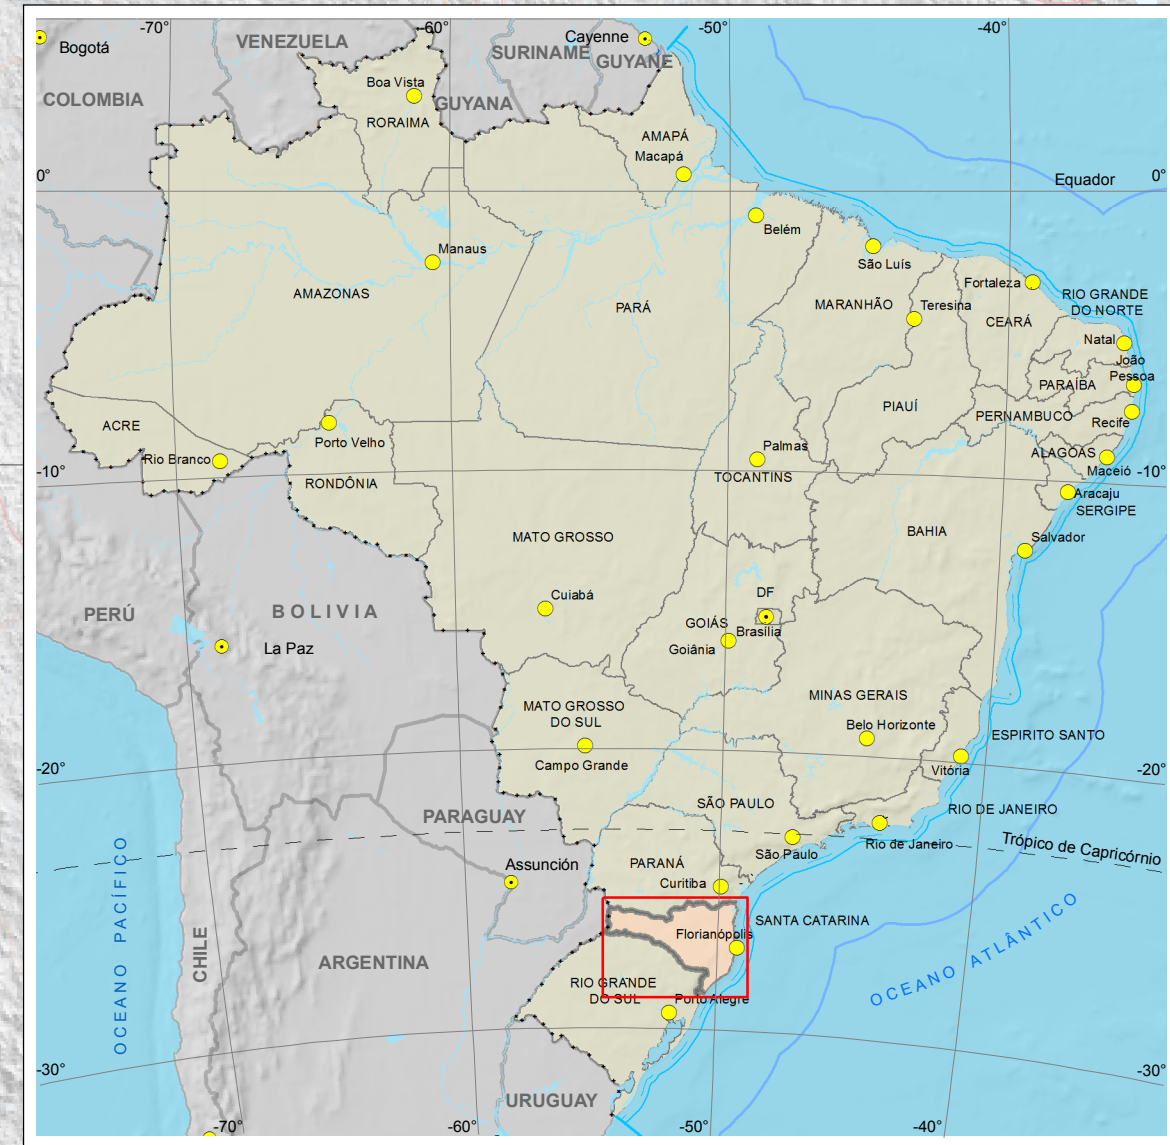 -70°
-60°
-50°
-40°
Bogotá
VENEZUELA
SURINAME
Cayenne
GUYANE
COLOMBIA
Boa Vista
GUYANA
RORAIMA
AMAPÁ
Macapá
0°
Equador
0°
Belém
Manaus
São Luís
AMAZONAS
PARÁ
MARANHÃO
Teresina
Fortaleza
CEARÁ
RIO GRANDE
DO NORTE
Natal
João
Pessoa
PARAÍBA
PIAUÍ
PERNAMBUCO
Recife
ACRE
Porto Velho
Rio Branco
RONDÔNIA
Palmas
TOCANTINS
ALAGOAS
Maceió
-10°
-10°
Aracaju
SERGIPE
MATO GROSSO
BAHIA
Salvador
Cuiabá
DF
PERÚ
BOLIVIA
GOIÁS
Brasília
Goiânia
La Paz
MATO GROSSO
DO SUL
MINAS GERAIS
Belo Horizonte
Campo Grande
ESPIRITO SANTO
Vitória
-20°
-20°
PARAGUAY
SÃO PAULO
RIO DE JANEIRO
Rio de Janeiro
São Paulo
Trópico de Capricórnio
Assunción
PARANÁ
Curitiba
OCEANO PACÍFICO
CHILE
ARGENTINA
SANTA CATARINA
Florianópolis
OCEANO ATLÂNTICO
RIO GRANDE
DO SUL
Porto Alegre
-30°
-30°
URUGUAY
-70°
-60°
-50°
-40°